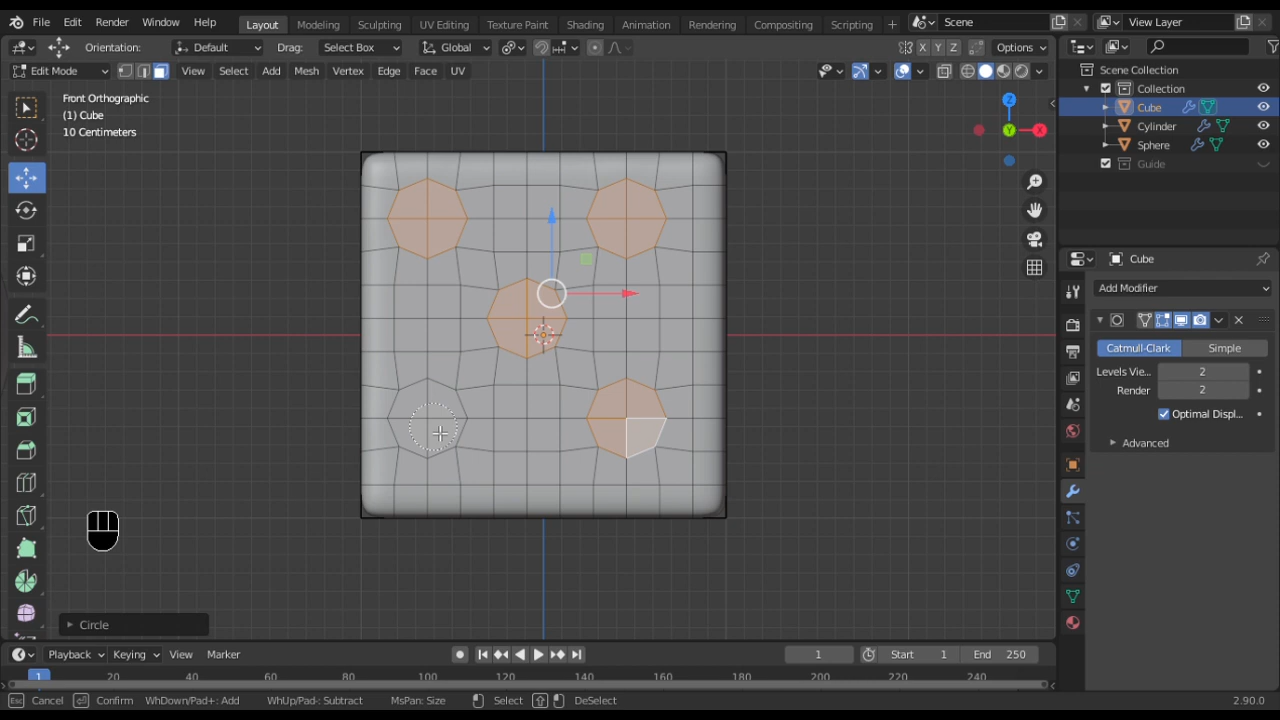 File Edit Render Window Help Layout Modeling Sculpting UV Editing Texture Paint Shading Animation Rendering Compositing Scripting Scene View Layer
Orientation: Default Drag: Select Box Global X Y Z Options
Edit Mode View Select Add Mesh Vertex Edge Face UV
Scene Collection
Collection
Cube
Cylinder
Sphere
Guide
Front Orthographic
(1) Cube
10 Centimeters
Z
Y
X
Cube
Add Modifier
Catmull-Clark Simple
Levels Vie... 2
Render 2
Optimal Displ...
Advanced
Circle
Playback Keying View Marker 1 Start 1 End 250
1 20 40 60 80 100 120 140 160 180 200 220 240
Esc Cancel Confirm WhDown/Pad+: Add WhUp/Pad-: Subtract MsPan: Size Select DeSelect 2.90.0